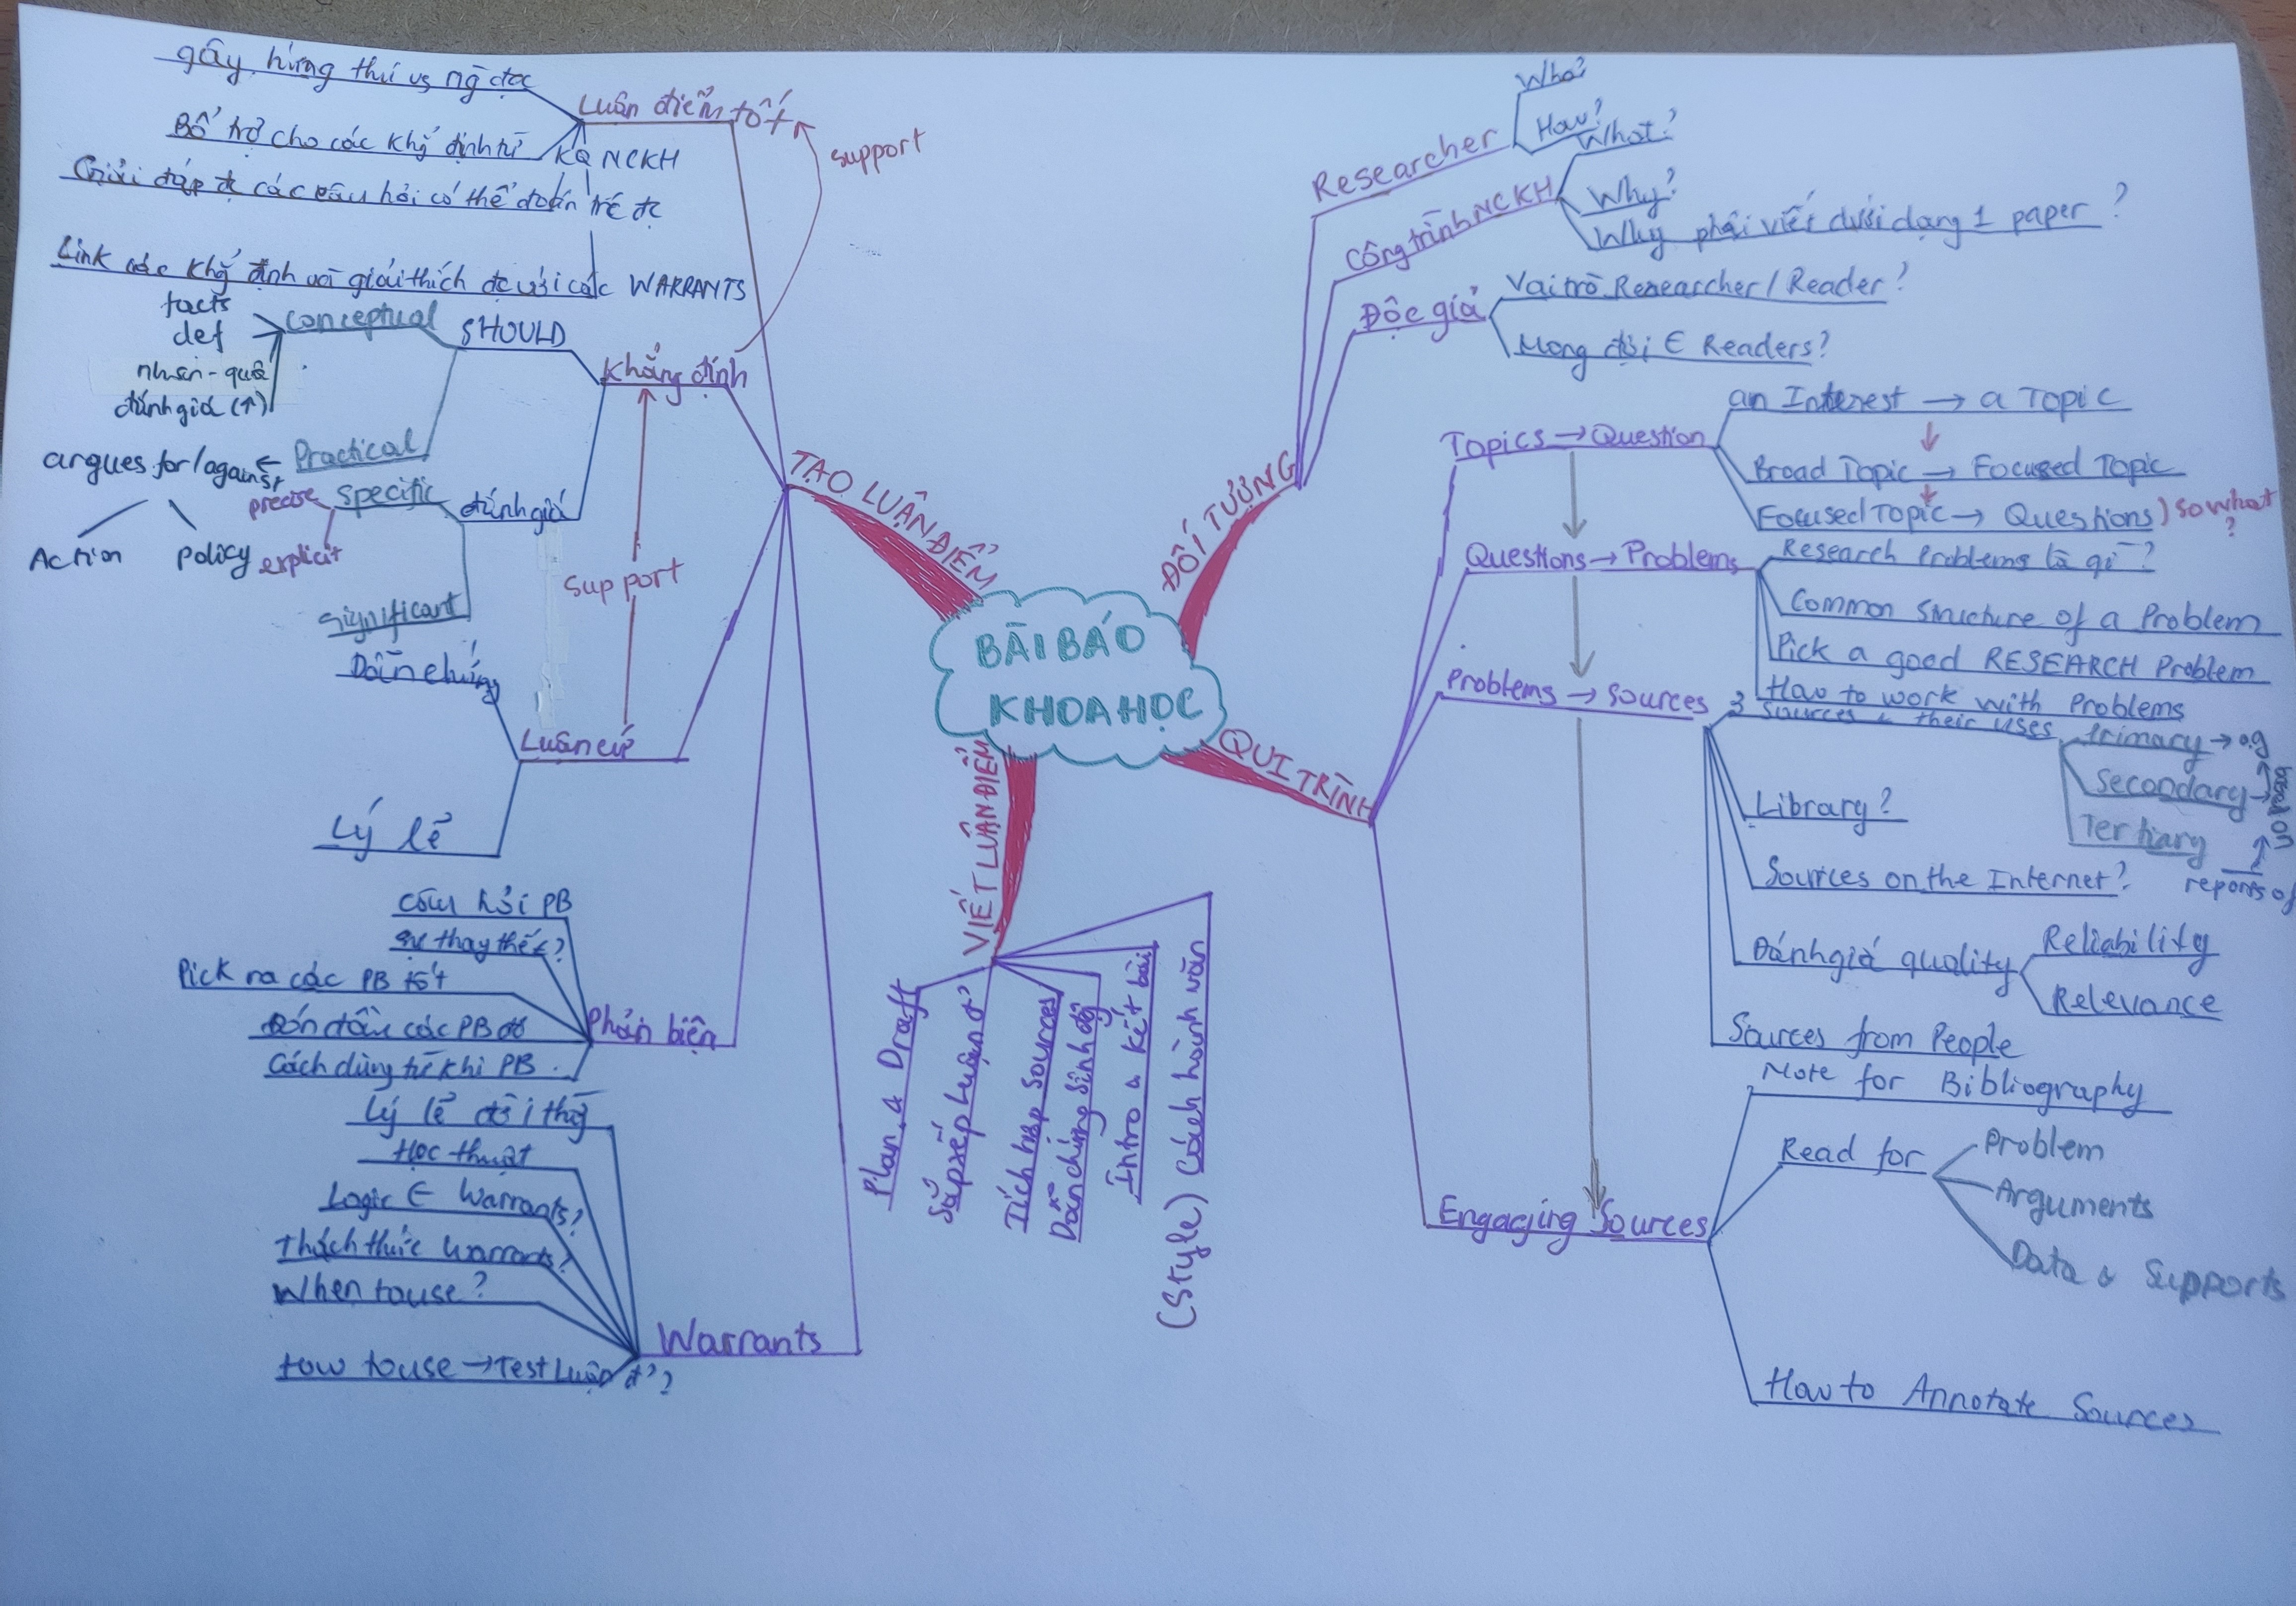 BÀI BÁO
KHOA HỌC
ĐỐI TƯỢNG
Researcher
Who?
How?
Công trình NCKH
What?
Why?
Why phải viết dưới dạng 1 paper?
Độc giả
Vai trò Researcher/Reader?
Mong đợi ∈ Readers?
QUI TRÌNH
Topics → Question
an Interest → a Topic
Broad Topic → Focused Topic
Focused Topic → Questions) so what
?
Questions → Problems
Research Problems là gì?
Common Structure of a Problem
Pick a good RESEARCH Problem
How to work with Problems
Problems → Sources
3 Sources & their uses
Primary → o.g
Secondary →
based on
Tertiary
reports of
Library?
Sources on the Internet?
Đánh giá quality
Reliability
Relevance
Sources from People
Engaging Sources
Note for Bibliography
Read for
Problem
Arguments
Data & Supports
How to Annotate Sources
VIẾT LUẬN ĐIỂM
Plan a Draft
Sắp xếp Luận đ'
Tích hợp Sources
Dẫn chứng sinh độ̣ng
Intro & kết bài
(Style) Cách hành văn
TẠO LUẬN ĐIỂM
Luận điểm tốt
support
gây hứng thú vs ng đọc
Bổ trợ cho các khẳg định từ KQ NCKH
Giải đáp đc các câu hỏi có thể đoán trc đc
Link các khẳg định với giải thích đc với các WARRANTS
Khẳng định
SHOULD
conceptual
facts
def
nhân-quả
đánh giá (↑)
Practical
argues for/against
Action
policy
đánh giá
specific
precise
explicit
significant
support
Luận cứ
Dẫn chứng
Lý lẽ
Phản biện
Câu hỏi PB
sự thay thế?
Pick ra các PB tốt
Đón đầu các PB đó
Cách dùng từ khi PB.
Warrants
Lý lẽ đời thg̀
Học thuật
Logic ∈ Warrants?
Thách thức Warrants?
When to use?
How to use → Test Luận đ'?